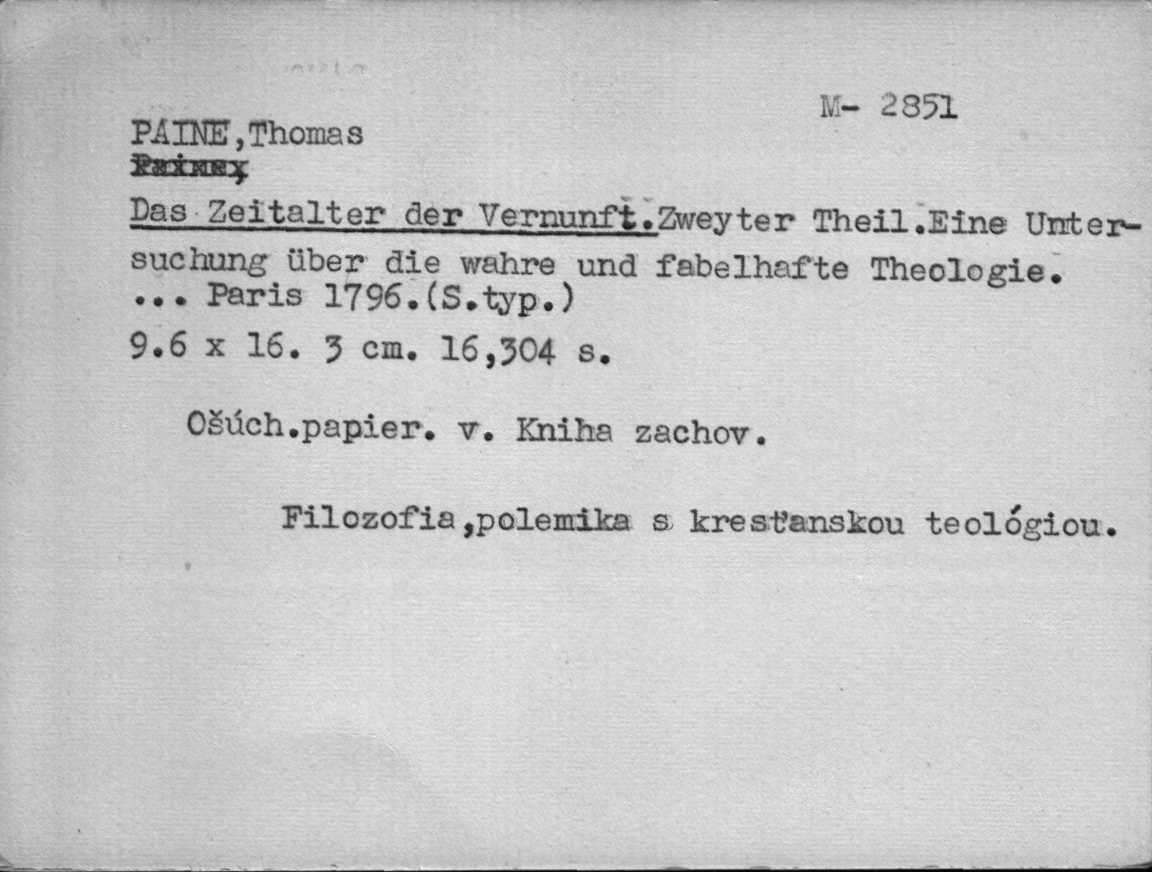 M- 2851
PAINE,Thomas
Das Zeitalter der Vernunft.Zweyter Theil.Eine Unter-
suchung über die wahre und fabelhafte Theologie.
... Paris 1796.(S.typ.)
9.6 x 16. 3 cm. 16,304 s.
Ošúch.papier. v. Kniha zachov.
Filozofia,polemika s kresťanskou teológiou.